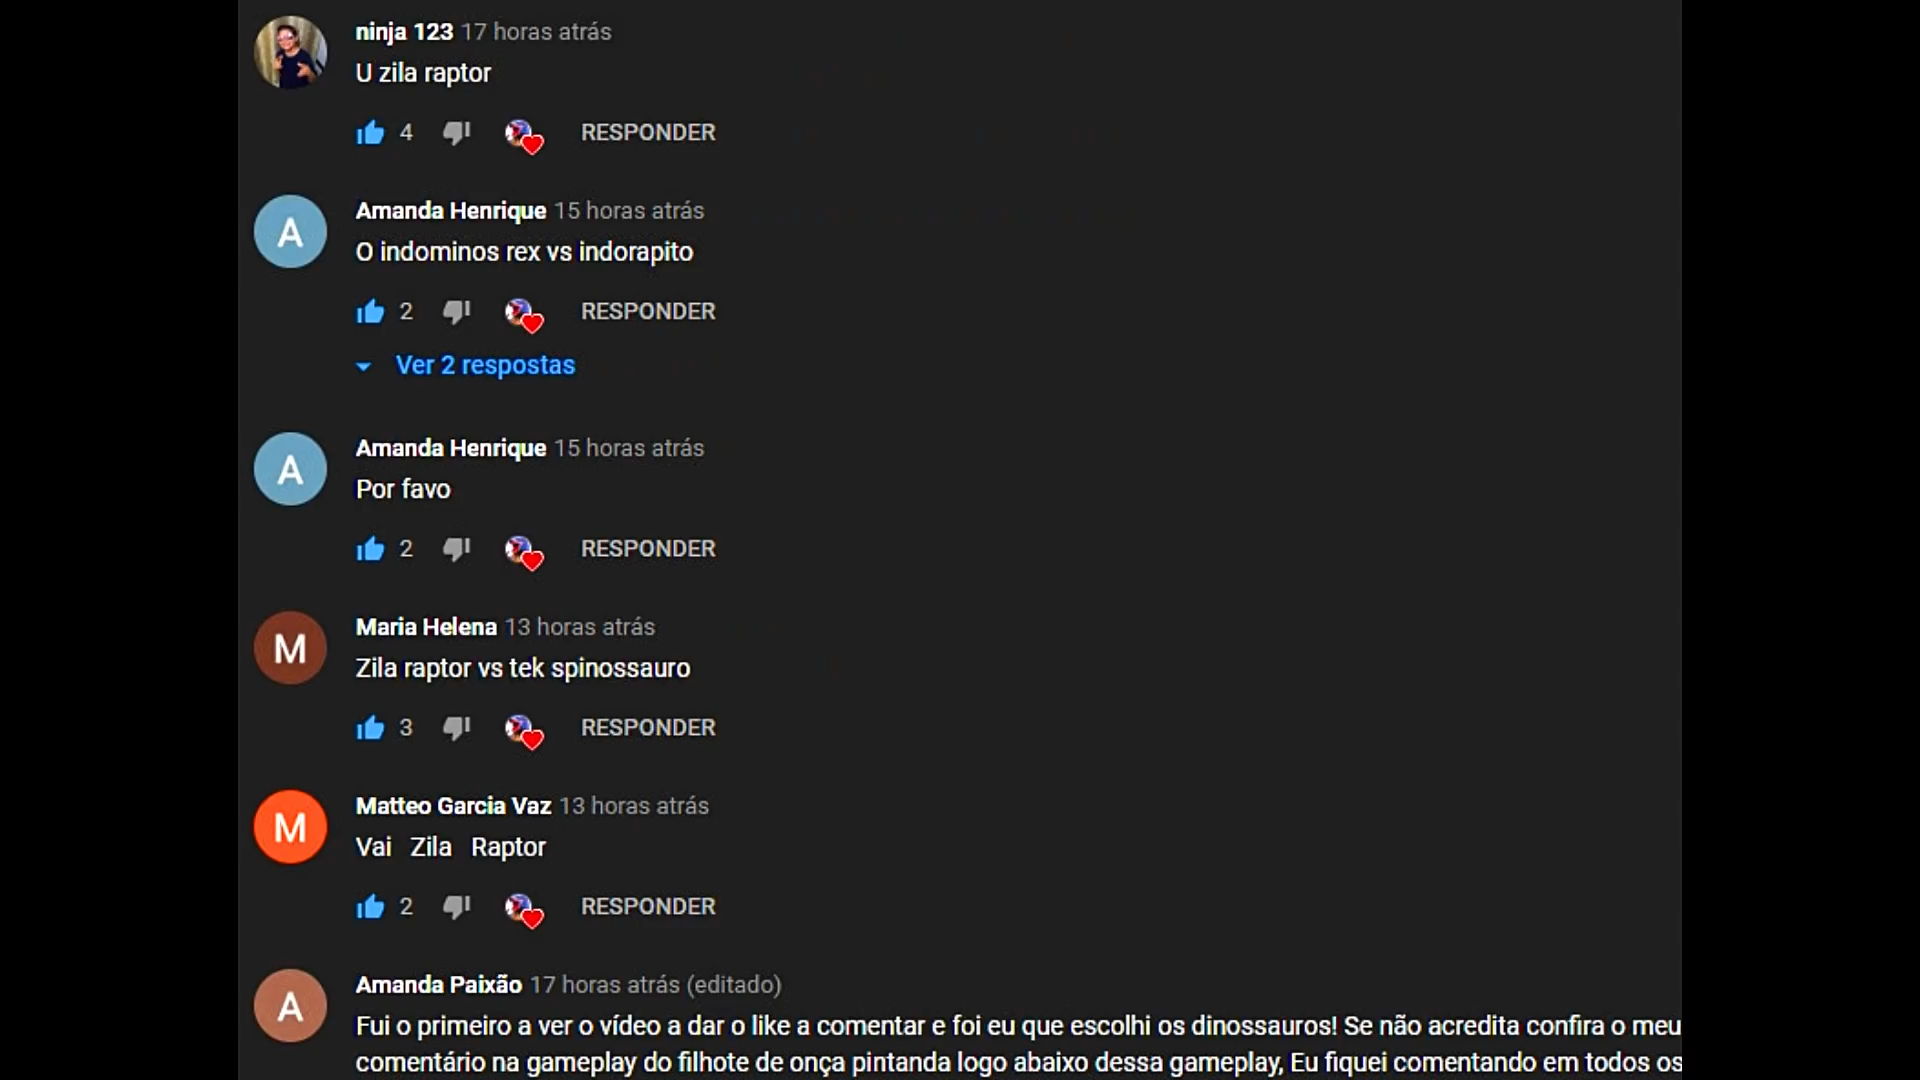 ninja 123 17 horas atrás
U zila raptor
4 RESPONDER
A
Amanda Henrique 15 horas atrás
O indominos rex vs indorapito
2 RESPONDER
Ver 2 respostas
A
Amanda Henrique 15 horas atrás
Por favo
2 RESPONDER
M
Maria Helena 13 horas atrás
Zila raptor vs tek spinossauro
3 RESPONDER
M
Matteo Garcia Vaz 13 horas atrás
Vai Zila Raptor
2 RESPONDER
A
Amanda Paixão 17 horas atrás (editado)
Fui o primeiro a ver o vídeo a dar o like a comentar e foi eu que escolhi os dinossauros! Se não acredita confira o meu
comentário na gameplay do filhote de onça pintanda logo abaixo dessa gameplay, Eu fiquei comentando em todos os